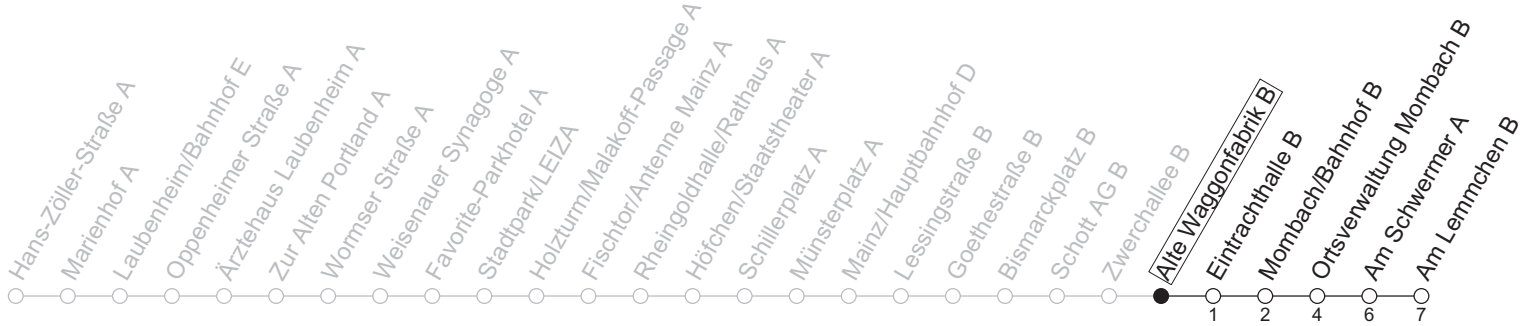 Hans-Zöller-Straße A
Marienhof A
Laubenheim/Bahnhof E
Oppenheimer Straße A
Ärztehaus Laubenheim A
Zur Alten Portland A
Wormser Straße A
Weisenauer Synagoge A
Favorite-Parkhotel A
Stadtpark/LEIZA
Holzturm/Malakoff-Passage A
Fischtor/Antenne Mainz A
Rheingoldhalle/Rathaus A
Höfchen/Staatstheater A
Schillerplatz A
Münsterplatz A
Mainz/Hauptbahnhof D
Lessingstraße B
Goethestraße B
Bismarckplatz B
Schott AG B
Zwerchallee B
Alte Waggonfabrik B
Eintrachthalle B
Mombach/Bahnhof B
Ortsverwaltung Mombach B
Am Schwermer A
Am Lemmchen B
1 2 4 6 7